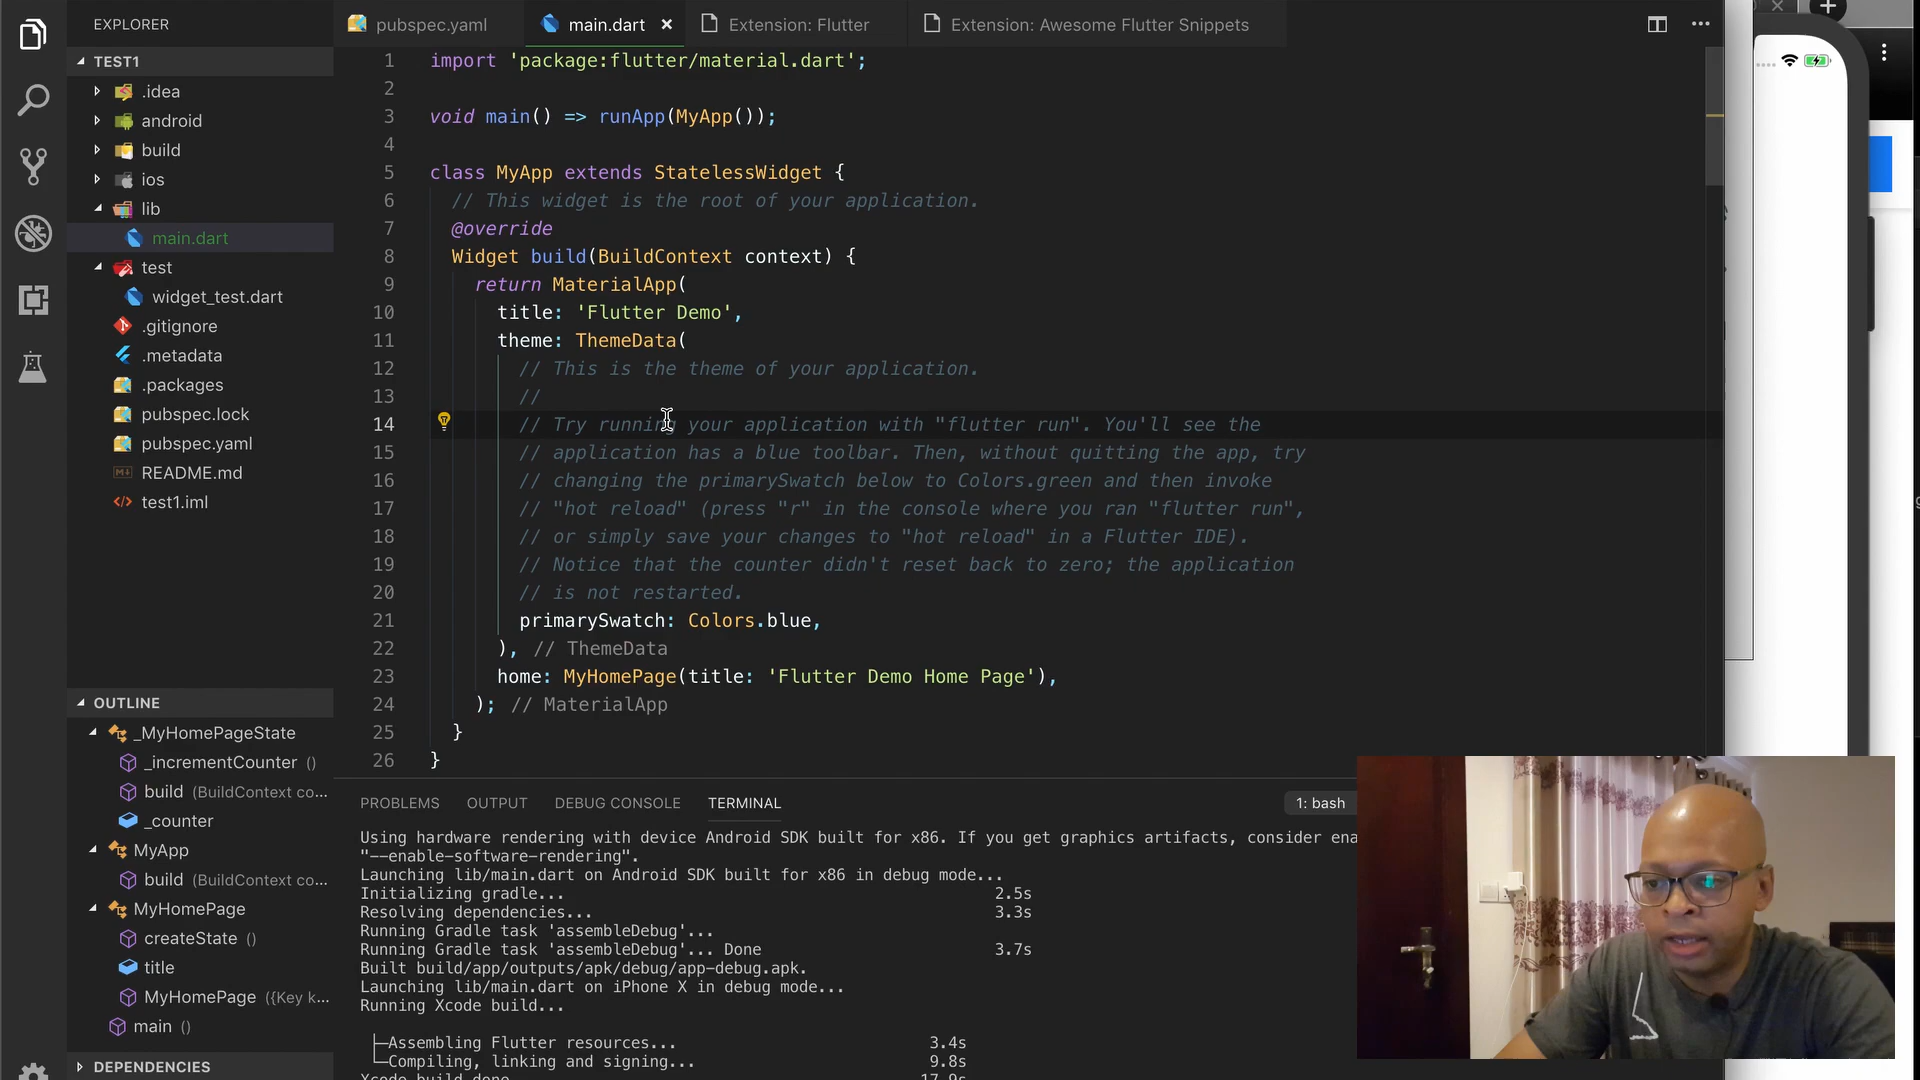 EXPLORER
TEST1
.idea
android
build
ios
lib
main.dart
test
widget_test.dart
.gitignore
.metadata
.packages
pubspec.lock
pubspec.yaml
README.md
test1.iml
OUTLINE
_MyHomePageState
_incrementCounter ()
build (BuildContext co...
_counter
MyApp
build (BuildContext co...
MyHomePage
createState ()
title
MyHomePage ({Key k...
main ()
DEPENDENCIES
pubspec.yaml
main.dart
Extension: Flutter
Extension: Awesome Flutter Snippets
1 import 'package:flutter/material.dart';
2
3 void main() => runApp(MyApp());
4
5 class MyApp extends StatelessWidget {
6 // This widget is the root of your application.
7 @override
8 Widget build(BuildContext context) {
9 return MaterialApp(
10 title: 'Flutter Demo',
11 theme: ThemeData(
12 // This is the theme of your application.
13 //
14 // Try running your application with "flutter run". You'll see the
15 // application has a blue toolbar. Then, without quitting the app, try
16 // changing the primarySwatch below to Colors.green and then invoke
17 // "hot reload" (press "r" in the console where you ran "flutter run",
18 // or simply save your changes to "hot reload" in a Flutter IDE).
19 // Notice that the counter didn't reset back to zero; the application
20 // is not restarted.
21 primarySwatch: Colors.blue,
22 ), // ThemeData
23 home: MyHomePage(title: 'Flutter Demo Home Page'),
24 ); // MaterialApp
25 }
26 }
PROBLEMS OUTPUT DEBUG CONSOLE TERMINAL
1: bash
Using hardware rendering with device Android SDK built for x86. If you get graphics artifacts, consider ena
"--enable-software-rendering".
Launching lib/main.dart on Android SDK built for x86 in debug mode...
Initializing gradle... 2.5s
Resolving dependencies... 3.3s
Running Gradle task 'assembleDebug'...
Running Gradle task 'assembleDebug'... Done 3.7s
Built build/app/outputs/apk/debug/app-debug.apk.
Launching lib/main.dart on iPhone X in debug mode...
Running Xcode build...
├─Assembling Flutter resources... 3.4s
└─Compiling, linking and signing... 9.8s
Xcode build done. 17.9s